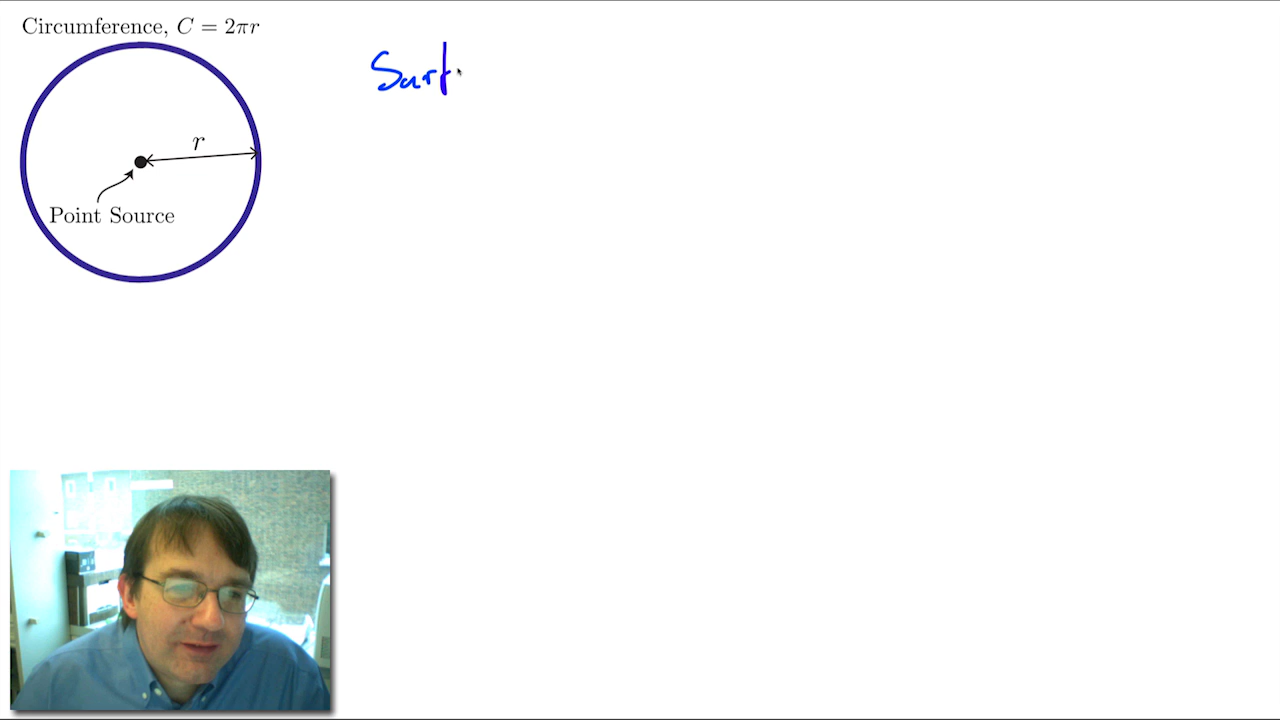 Circumference, C = 2πr
Surf
r
Point Source